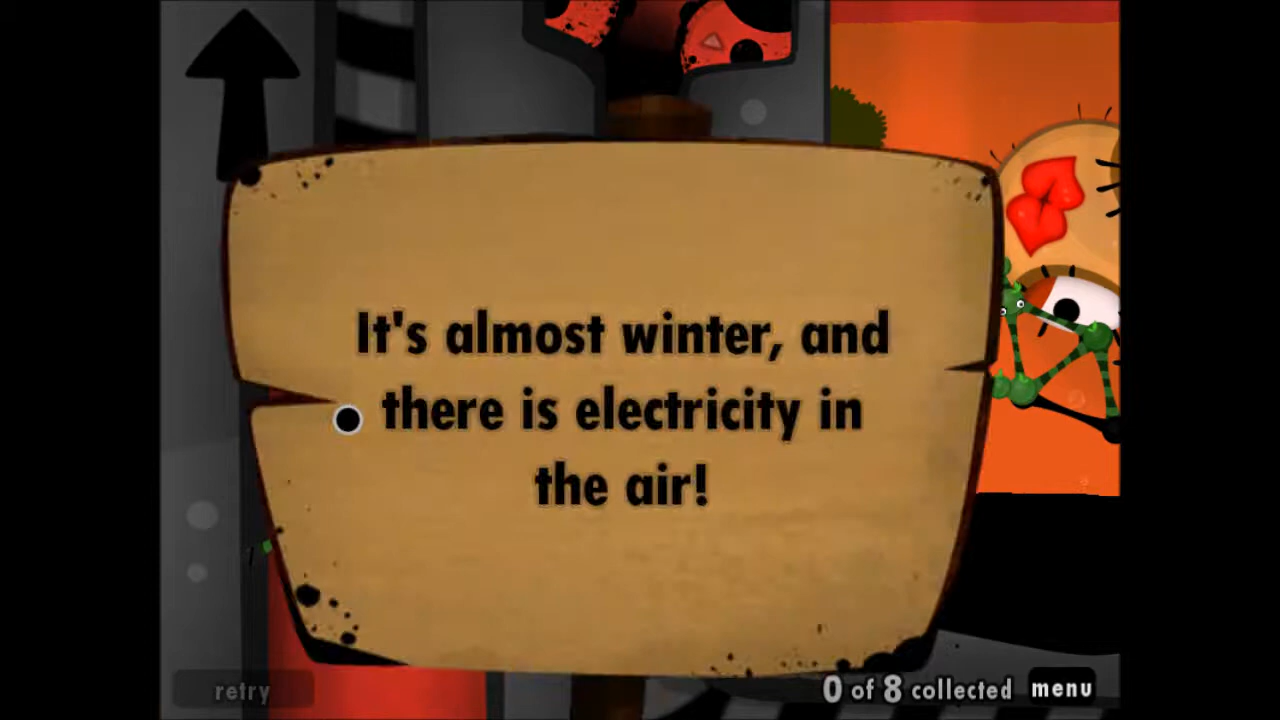 It's almost winter, and
there is electricity in
the air!
retry
0 of 8 collected menu